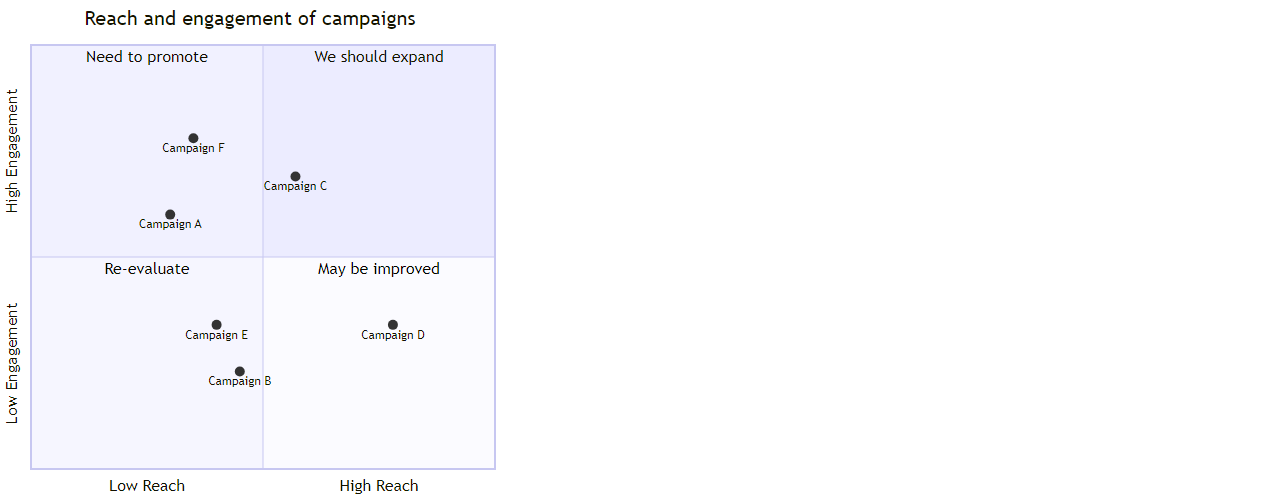 Reach and engagement of campaigns
Need to promote
We should expand
High Engagement
Campaign F
Campaign C
Campaign A
Re-evaluate
May be improved
Low Engagement
Campaign E
Campaign D
Campaign B
Low Reach
High Reach